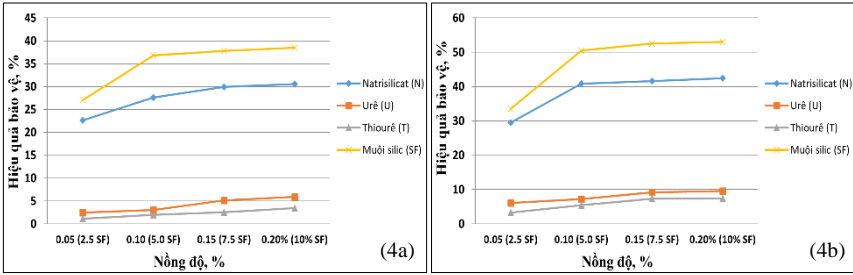 45
40
35
30
25
20
15
10
5
0
Hiệu quả bảo vệ, %
0.05 (2.5 SF) 0.10 (5.0 SF) 0.15 (7.5 SF) 0.20% (10% SF)
Nồng độ, %
Natrisilicat (N)
Urê (U)
Thiourê (T)
Muội silic (SF)
(4a)
60
50
40
30
20
10
0
Hiệu quả bảo vệ, %
0.05 (2.5 SF) 0.10 (5.0 SF) 0.15 (7.5 SF) 0.20% (10% SF)
Nồng độ, %
Natrisilicat (N)
Urê (U)
Thiourê (T)
Muội silic (SF)
(4b)